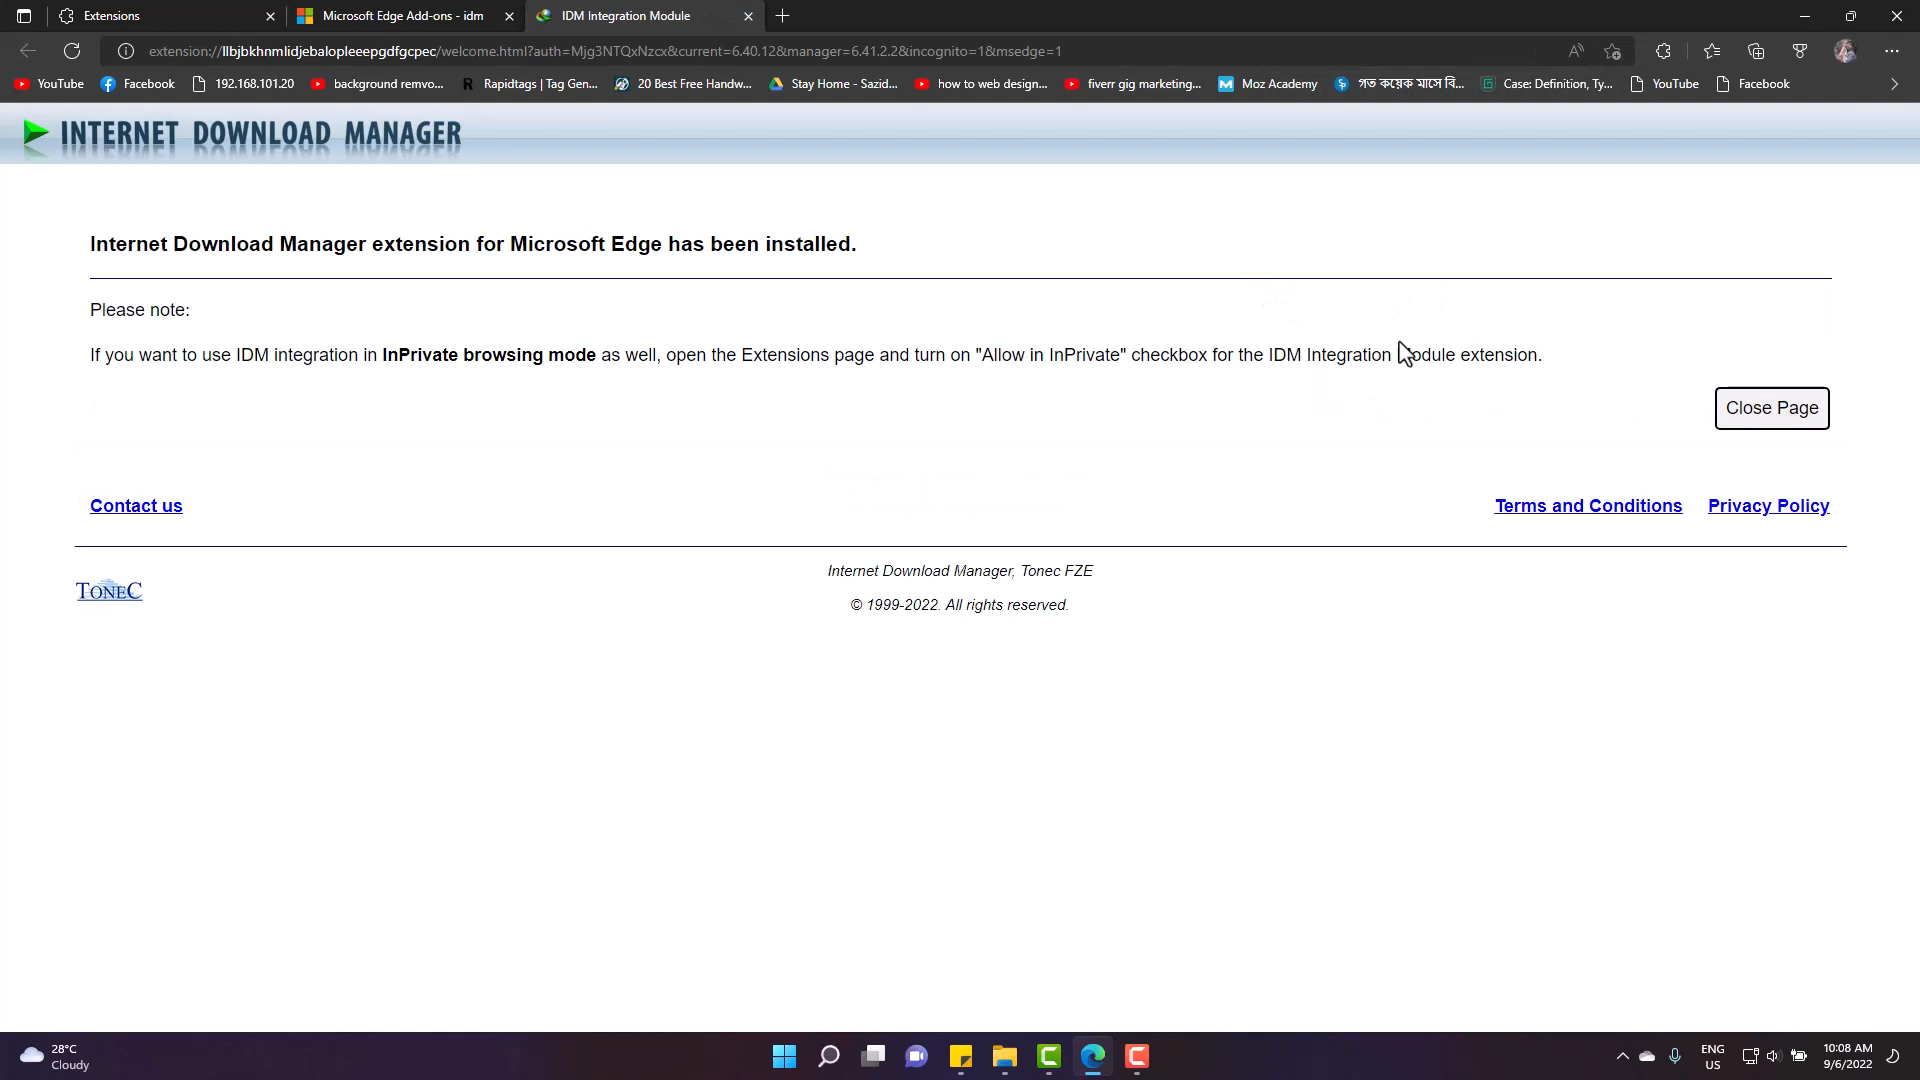 Extensions
Microsoft Edge Add-ons - idm
IDM Integration Module
extension://llbjbkhnmlidjebalopleeepgdfgcpec/welcome.html?auth=Mjg3NTQxNzcx&current=6.40.12&manager=6.41.2.2&incognito=1&msedge=1
YouTube
Facebook
192.168.101.20
background remvo...
Rapidtags | Tag Gen...
20 Best Free Handw...
Stay Home - Sazid...
how to web design...
fiverr gig marketing...
Moz Academy
গত কয়েক মাসে বি...
Case: Definition, Ty...
YouTube
Facebook
INTERNET DOWNLOAD MANAGER
Internet Download Manager extension for Microsoft Edge has been installed.
Please note:
If you want to use IDM integration in InPrivate browsing mode as well, open the Extensions page and turn on "Allow in InPrivate" checkbox for the IDM Integration Module extension.
Close Page
Contact us
Terms and Conditions
Privacy Policy
TONEC
Internet Download Manager, Tonec FZE
© 1999-2022. All rights reserved.
28°C
Cloudy
ENG
US
10:08 AM
9/6/2022